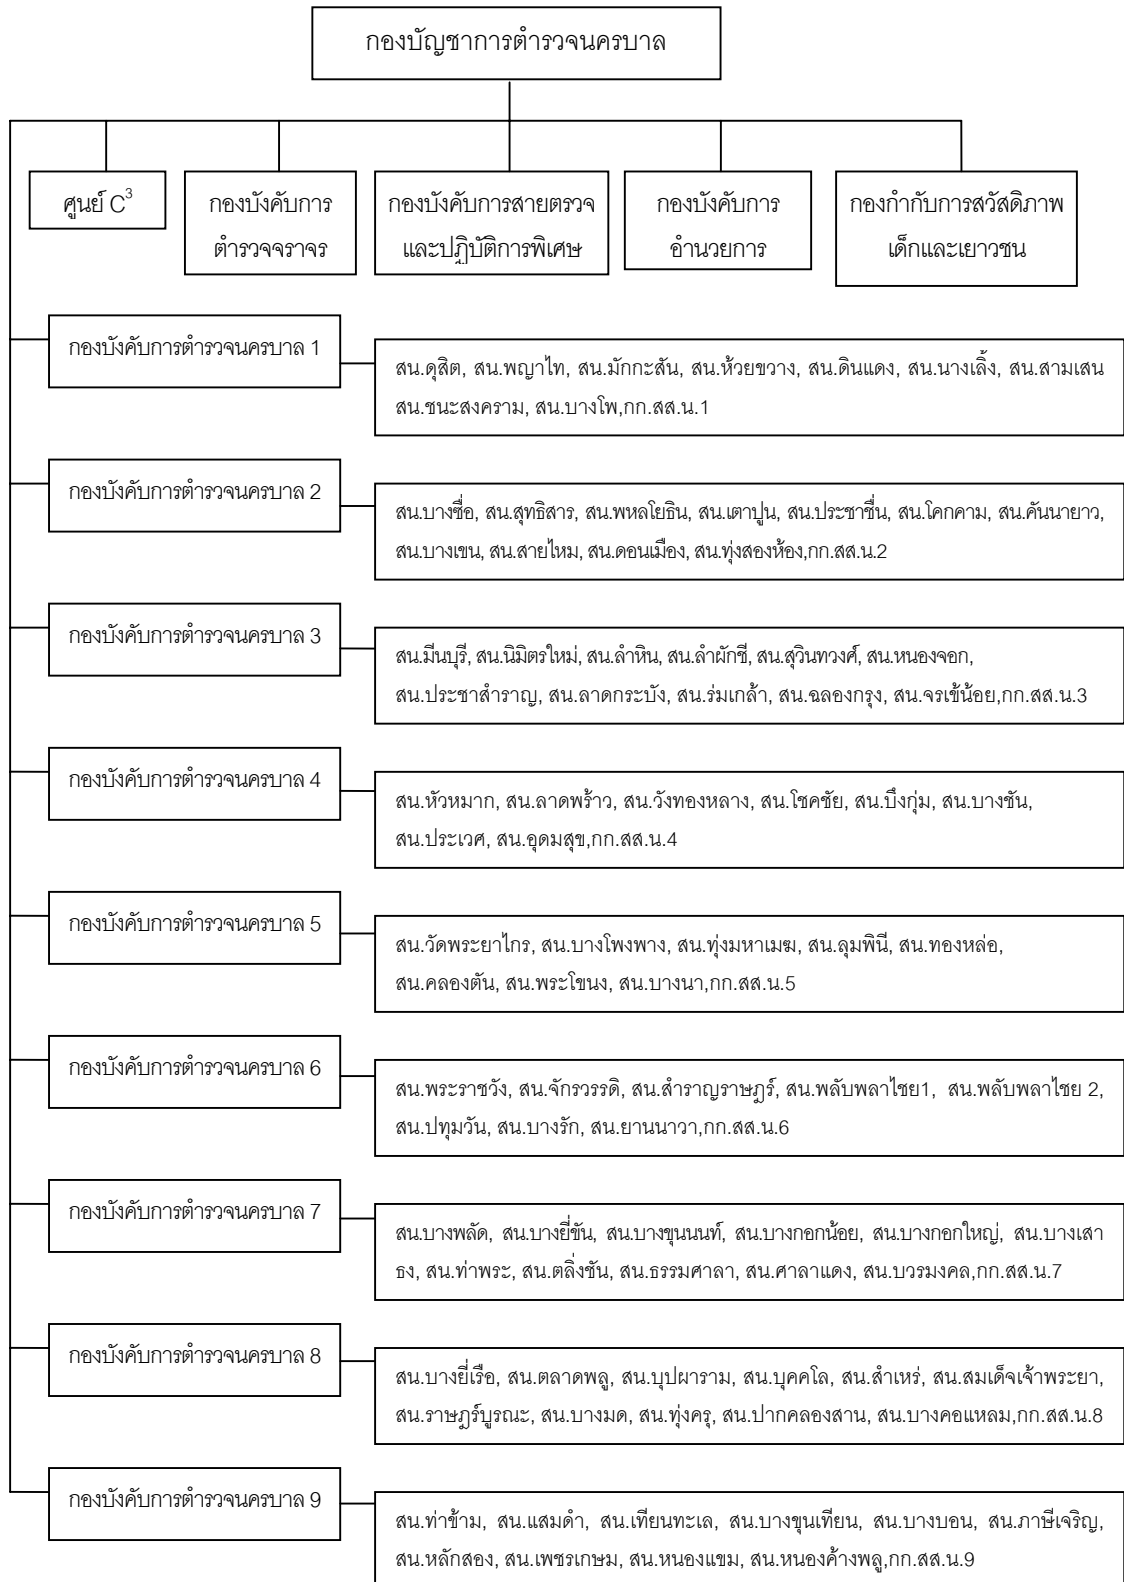 กองบัญชาการตำรวจนครบาล
ศูนย์ C³
กองบังคับการ
ตำรวจจราจร
กองบังคับการสายตรวจ
และปฏิบัติการพิเศษ
กองบังคับการ
อำนวยการ
กองกำกับการสวัสดิภาพ
เด็กและเยาวชน
กองบังคับการตำรวจนครบาล 1
สน.ดุสิต, สน.พญาไท, สน.มักกะสัน, สน.ห้วยขวาง, สน.ดินแดง, สน.นางเลิ้ง, สน.สามเสน
สน.ชนะสงคราม, สน.บางโพ,กก.สส.น.1
กองบังคับการตำรวจนครบาล 2
สน.บางซื่อ, สน.สุทธิสาร, สน.พหลโยธิน, สน.เตาปูน, สน.ประชาชื่น, สน.โคกคาม, สน.คันนายาว,
สน.บางเขน, สน.สายไหม, สน.ดอนเมือง, สน.ทุ่งสองห้อง,กก.สส.น.2
กองบังคับการตำรวจนครบาล 3
สน.มีนบุรี, สน.นิมิตรใหม่, สน.ลำหิน, สน.ลำผักชี, สน.สุวินทวงศ์, สน.หนองจอก,
สน.ประชาสำราญ, สน.ลาดกระบัง, สน.ร่มเกล้า, สน.ฉลองกรุง, สน.จรเข้น้อย,กก.สส.น.3
กองบังคับการตำรวจนครบาล 4
สน.หัวหมาก, สน.ลาดพร้าว, สน.วังทองหลาง, สน.โชคชัย, สน.บึงกุ่ม, สน.บางชัน,
สน.ประเวศ, สน.อุดมสุข,กก.สส.น.4
กองบังคับการตำรวจนครบาล 5
สน.วัดพระยาไกร, สน.บางโพงพาง, สน.ทุ่งมหาเมฆ, สน.ลุมพินี, สน.ทองหล่อ,
สน.คลองตัน, สน.พระโขนง, สน.บางนา,กก.สส.น.5
กองบังคับการตำรวจนครบาล 6
สน.พระราชวัง, สน.จักรวรรดิ, สน.สำราญราษฎร์, สน.พลับพลาไชย1, สน.พลับพลาไชย 2,
สน.ปทุมวัน, สน.บางรัก, สน.ยานนาวา,กก.สส.น.6
กองบังคับการตำรวจนครบาล 7
สน.บางพลัด, สน.บางยี่ขัน, สน.บางขุนนนท์, สน.บางกอกน้อย, สน.บางกอกใหญ่, สน.บางเสา
ธง, สน.ท่าพระ, สน.ตลิ่งชัน, สน.ธรรมศาลา, สน.ศาลาแดง, สน.บวรมงคล,กก.สส.น.7
กองบังคับการตำรวจนครบาล 8
สน.บางยี่เรือ, สน.ตลาดพลู, สน.บุปผาราม, สน.บุคคโล, สน.สำเหร่, สน.สมเด็จเจ้าพระยา,
สน.ราษฎร์บูรณะ, สน.บางมด, สน.ทุ่งครุ, สน.ปากคลองสาน, สน.บางคอแหลม,กก.สส.น.8
กองบังคับการตำรวจนครบาล 9
สน.ท่าข้าม, สน.แสมดำ, สน.เทียนทะเล, สน.บางขุนเทียน, สน.บางบอน, สน.ภาษีเจริญ,
สน.หลักสอง, สน.เพชรเกษม, สน.หนองแขม, สน.หนองค้างพลู,กก.สส.น.9